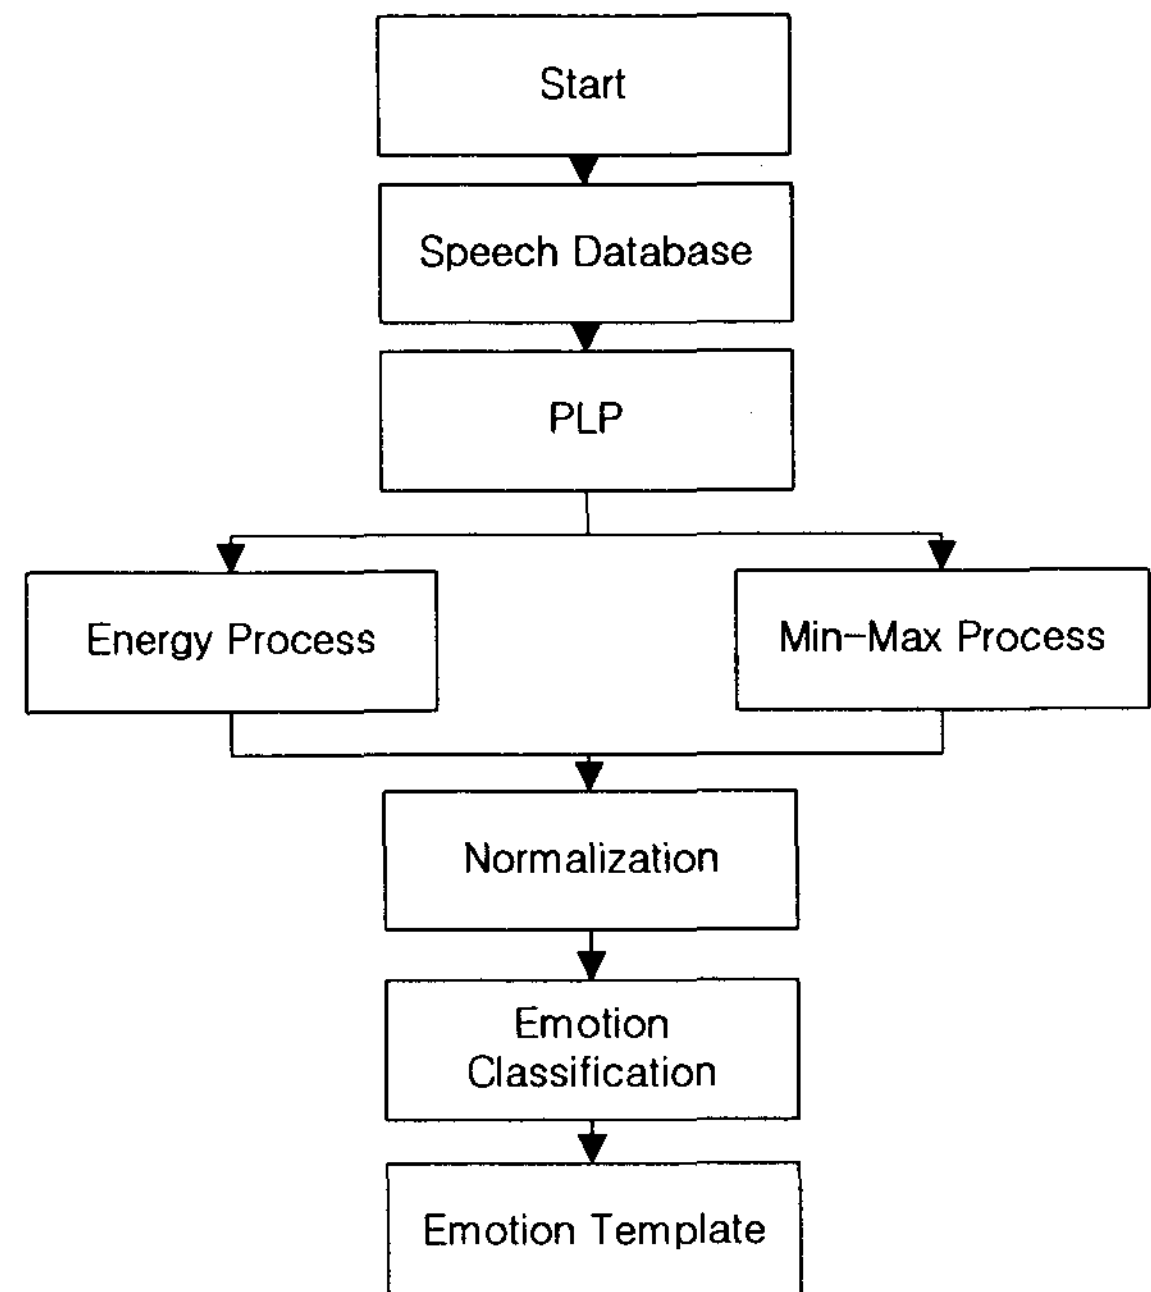 Start
Speech Database
PLP
Energy Process
Min-Max Process
Normalization
Emotion
Classification
Emotion Template